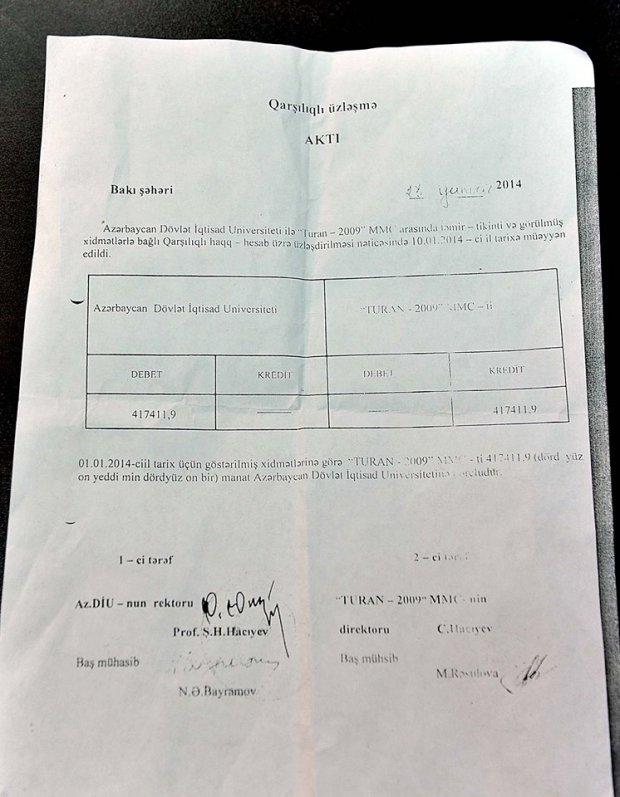 Qarşılıqlı üzləşmə
AKTI
Bakı şəhəri 2014
Azərbaycan Dövlət İqtisad Universiteti ilə "Turan – 2009" MMC arasında təmir – tikinti və görülmüş
xidmətlərlə bağlı Qarşılıqlı haqq – hesab üzrə üzləşdirilməsi nəticəsində 10.01.2014 – ci il tarixə müəyyən
edildi.
Azərbaycan Dövlət İqtisad Universiteti
"TURAN - 2009" MMC – ti
DEBET KREDİT DEBET KREDİT
417411,9 —— —— 417411,9
01.01.2014-ciil tarix üçün göstərilmiş xidmətlərinə görə "TURAN - 2009" MMC - ti 417411,9 (dörd yüz
on yeddi min dördyüz on bir) manat Azərbaycan Dövlət İqtisad Universitetinə
1 – ci tərəf
2 – ci
Az.DİU – nun rektoru
"TURAN – 2009" MMC- nin
Prof. Ş.H.Hacıyev
direktoru C.Hacıyev
Baş mühasib
Baş mühsib
N.Ə.Bayramov
M.Rəsulova